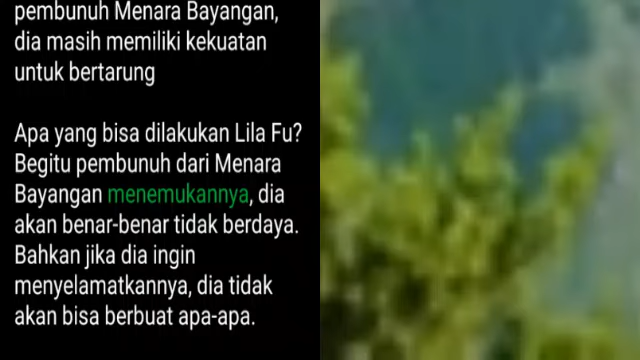 pembunuh Menara Bayangan,
dia masih memiliki kekuatan
untuk bertarung
Apa yang bisa dilakukan Lila Fu?
Begitu pembunuh dari Menara
Bayangan menemukannya, dia
akan benar-benar tidak berdaya.
Bahkan jika dia ingin
menyelamatkannya, dia tidak
akan bisa berbuat apa-apa.